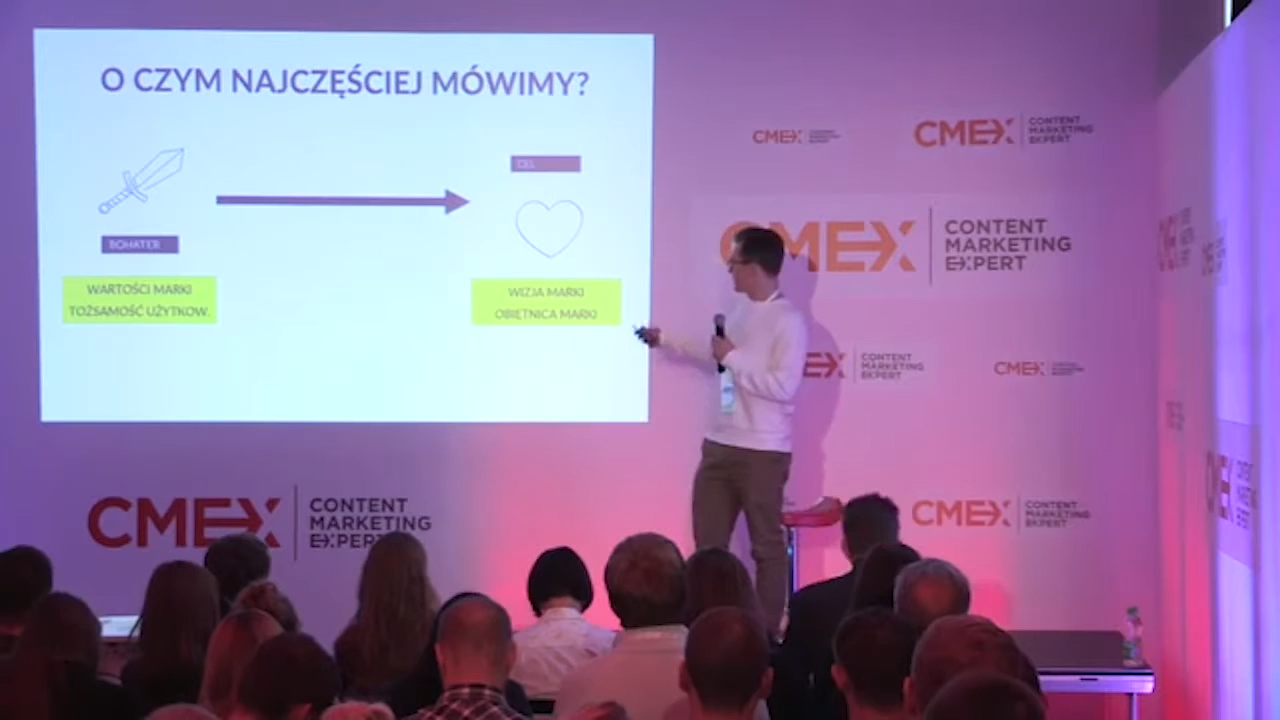 O CZYM NAJCZĘŚCIEJ MÓWIMY?
CEL
BOHATER
WARTOŚCI MARKI
TOŻSAMOŚĆ UŻYTKOW.
WIZJA MARKI
OBIETNICA MARKI
CMEX
CMEX CONTENT
MARKETING
EXPERT
CMEX CONTENT
MARKETING
EXPERT
CONTENT
MARKETING
EXPERT
CMEX
CMEX CONTENT
MARKETING
EXPERT
CMEX CONTENT
MARKETING
EXPERT